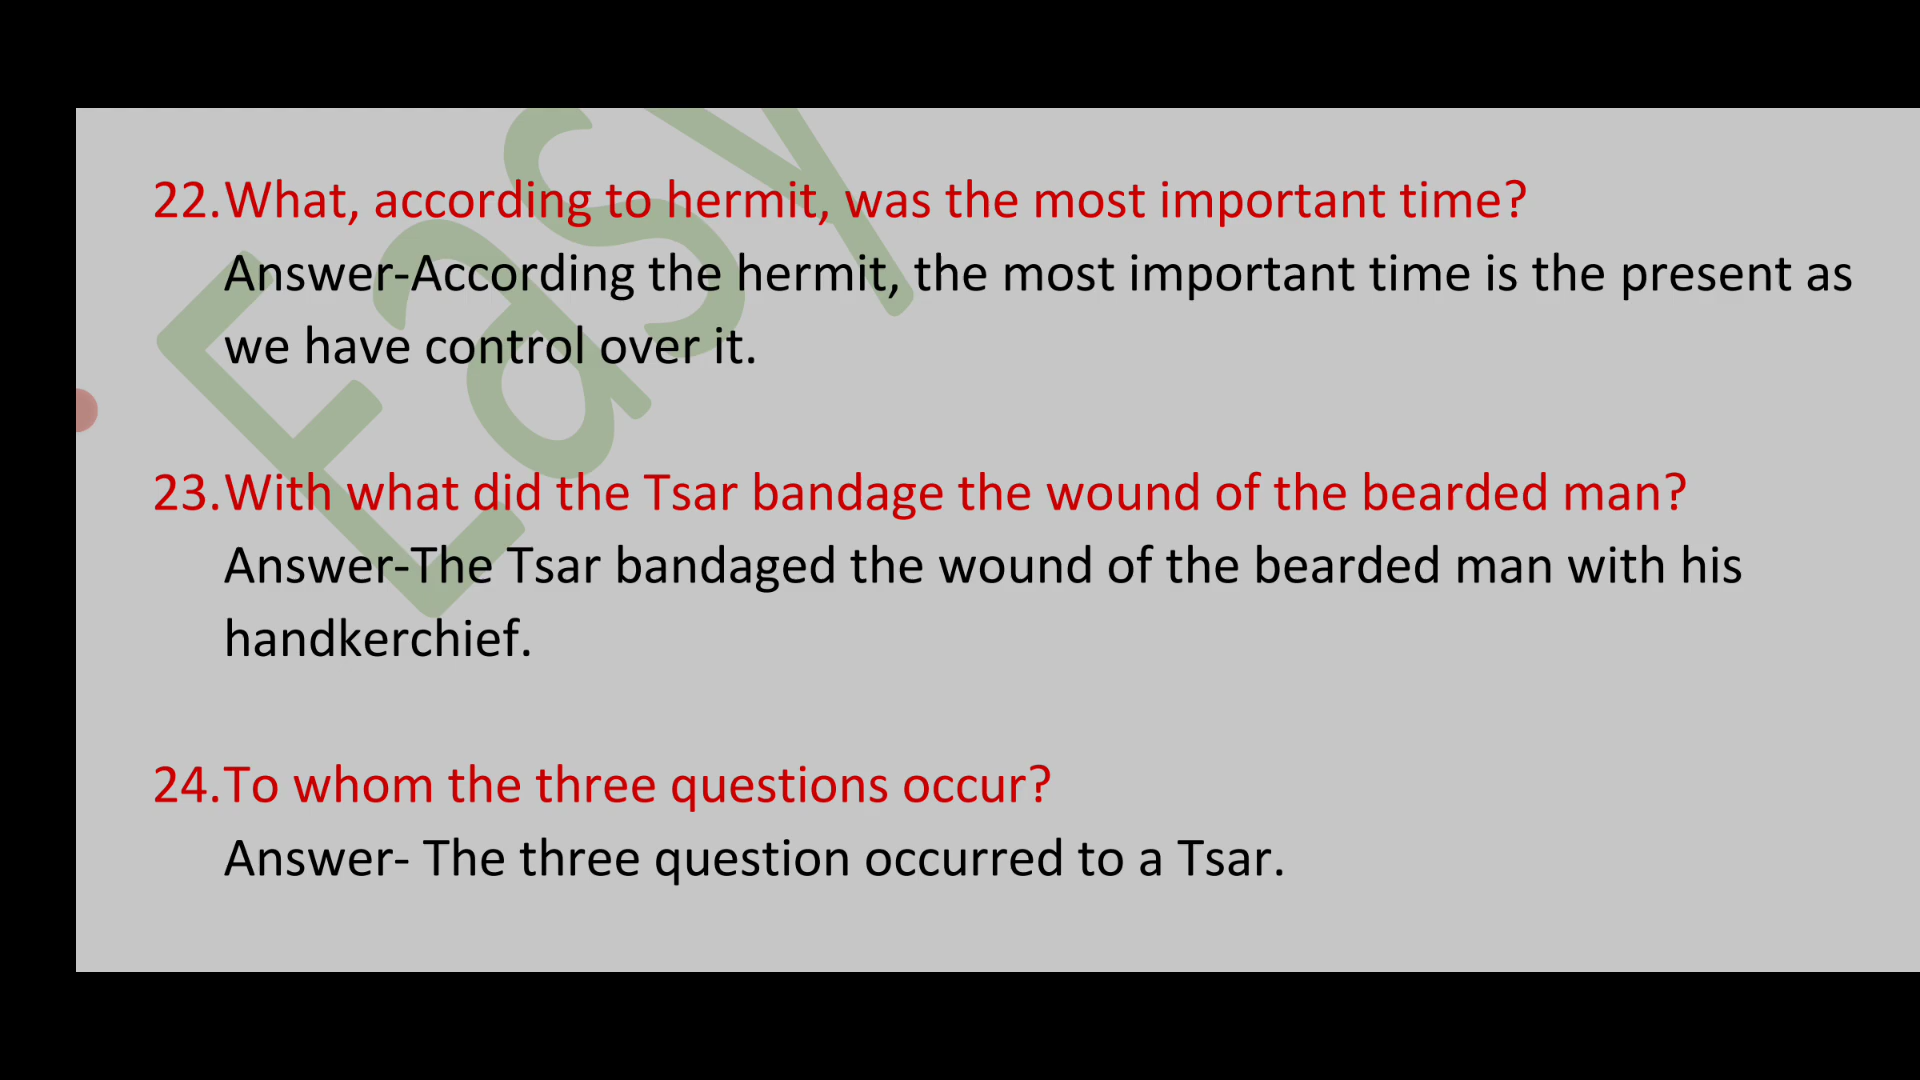 Easy
22.What, according to hermit, was the most important time?
Answer-According the hermit, the most important time is the present as
we have control over it.
23.With what did the Tsar bandage the wound of the bearded man?
Answer-The Tsar bandaged the wound of the bearded man with his
handkerchief.
24.To whom the three questions occur?
Answer- The three question occurred to a Tsar.